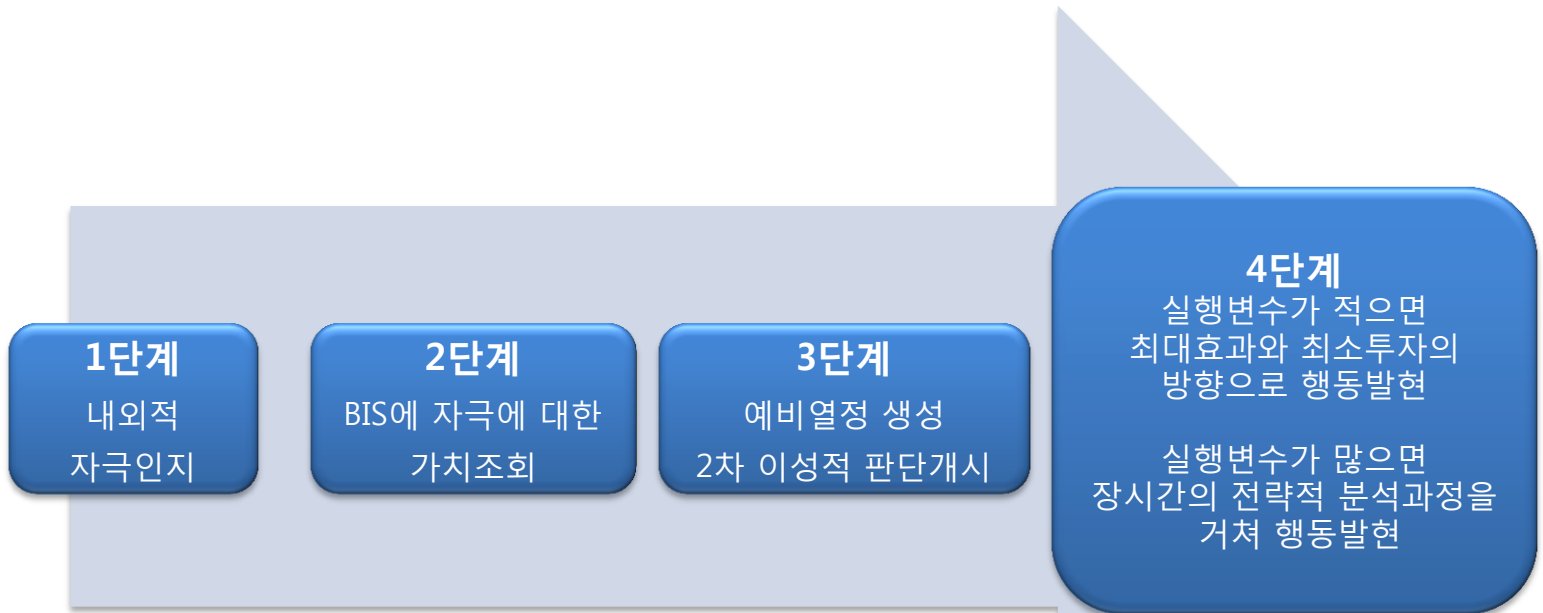 1단계
내외적
자극인지
2단계
BIS에 자극에 대한
가치조회
3단계
예비열정 생성
2차 이성적 판단개시
4단계
실행변수가 적으면
최대효과와 최소투자의
방향으로 행동발현
실행변수가 많으면
장시간의 전략적 분석과정을
거쳐 행동발현